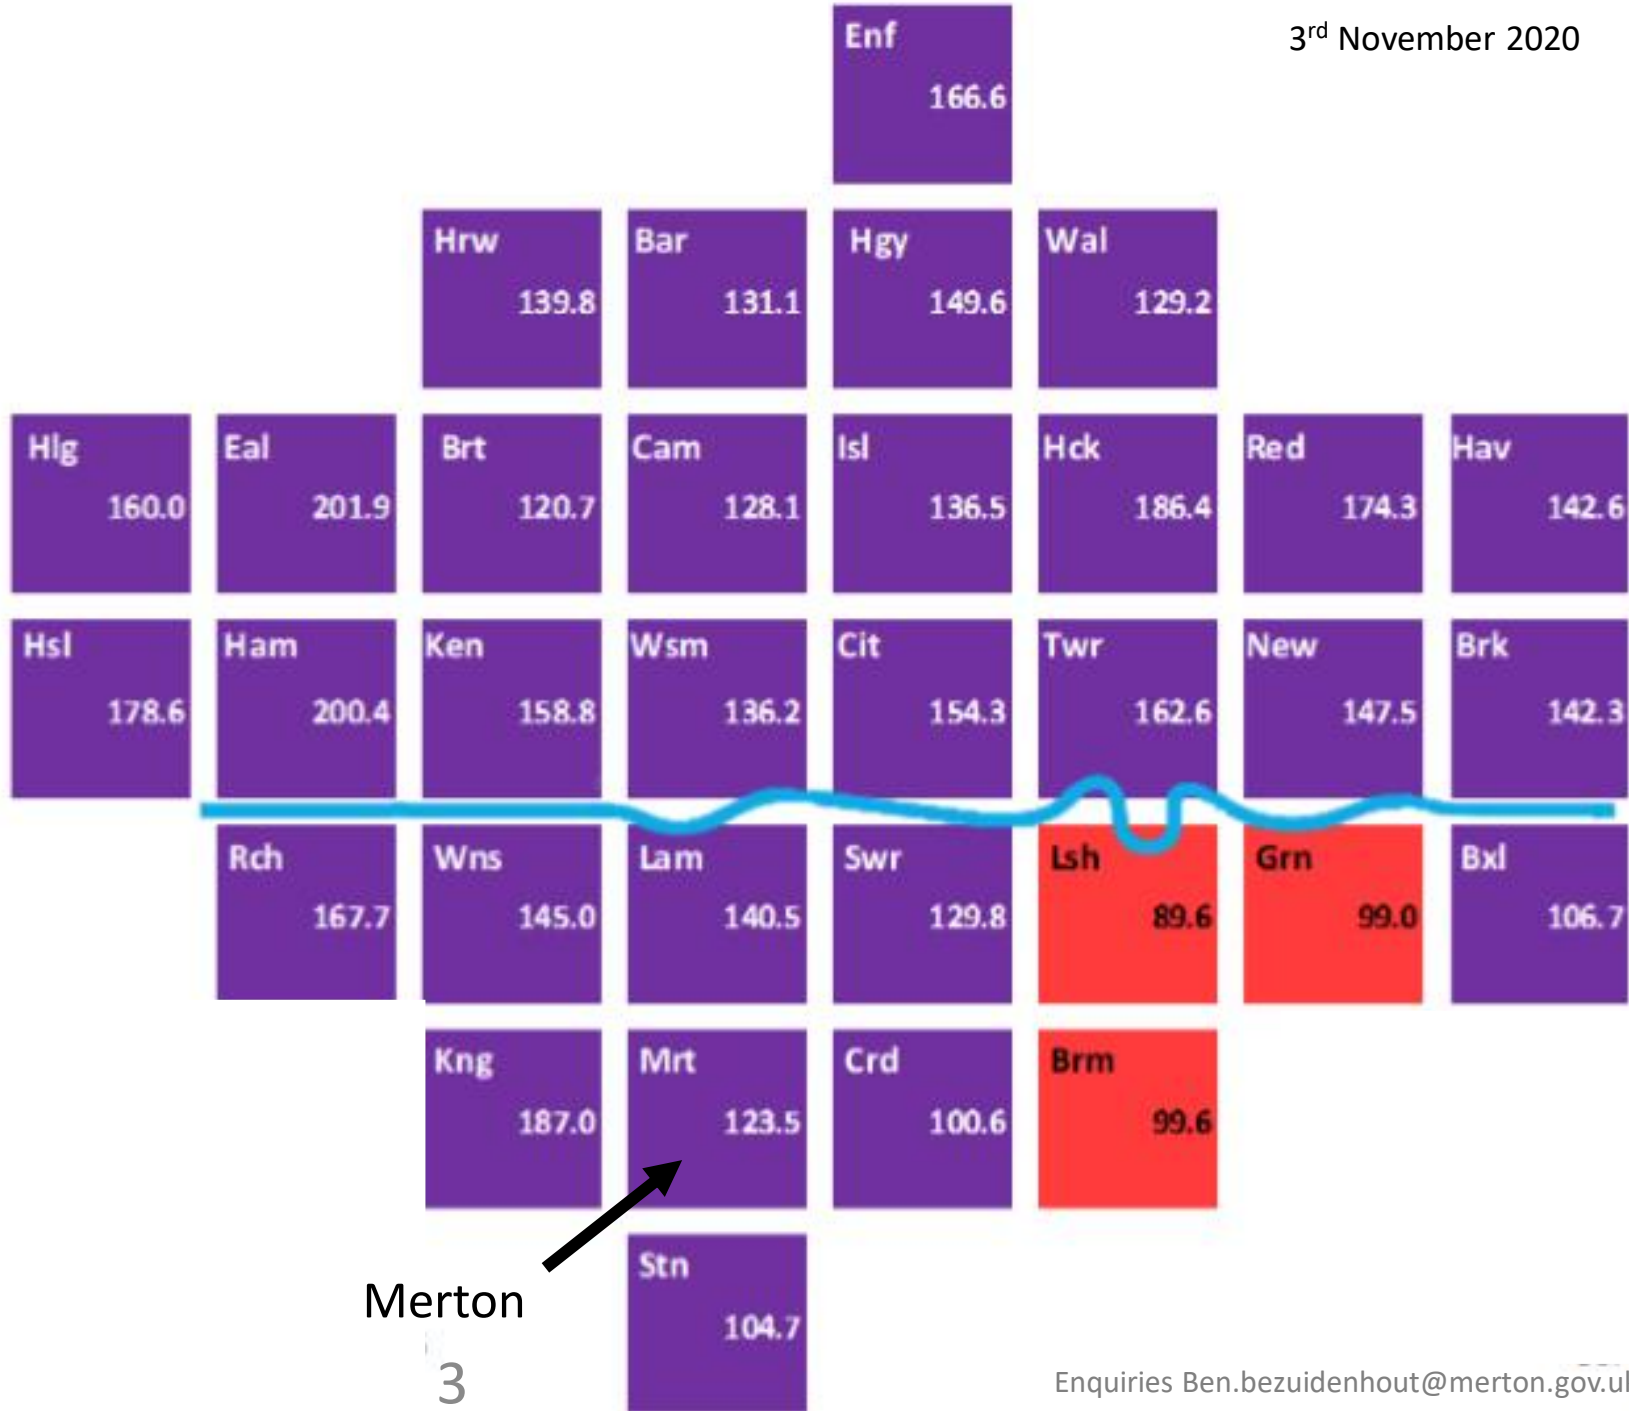 3rd November 2020
Enf
166.6
Hrw Bar Hgy Wal
139.8 131.1 149.6 129.2
Hlg Eal Brt Cam Isl Hck Red Hav
160.0 201.9 120.7 128.1 136.5 186.4 174.3 142.6
Hsl Ham Ken Wsm Cit Twr New Brk
178.6 200.4 158.8 136.2 154.3 162.6 147.5 142.3
Rch Wns Lam Swr Lsh Grn Bxl
167.7 145.0 140.5 129.8 89.6 99.0 106.7
Kng Mrt Crd Brm
187.0 123.5 100.6 99.6
Stn
Merton
104.7
3
Enquiries Ben.bezuidenhout@merton.gov.ul